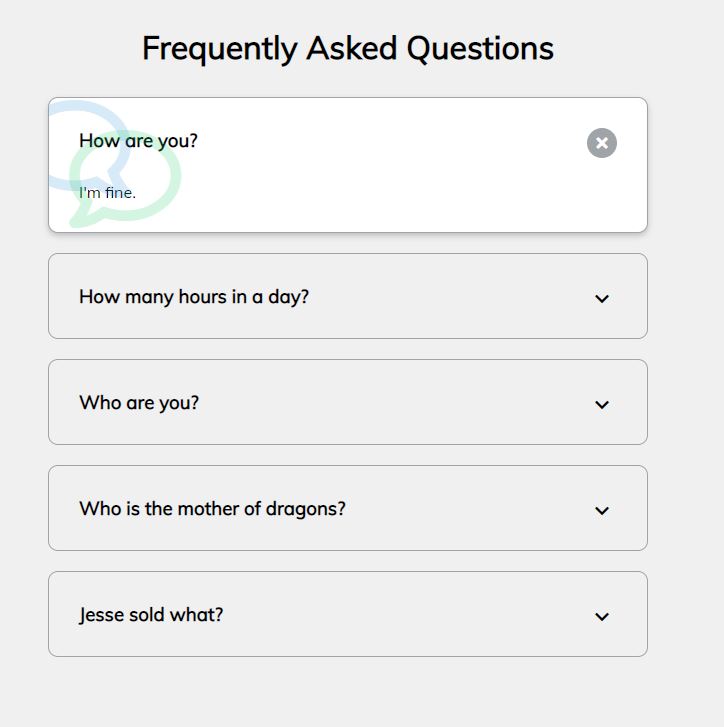 Frequently Asked Questions
How are you?
I'm fine.
How many hours in a day?
Who are you?
Who is the mother of dragons?
Jesse sold what?